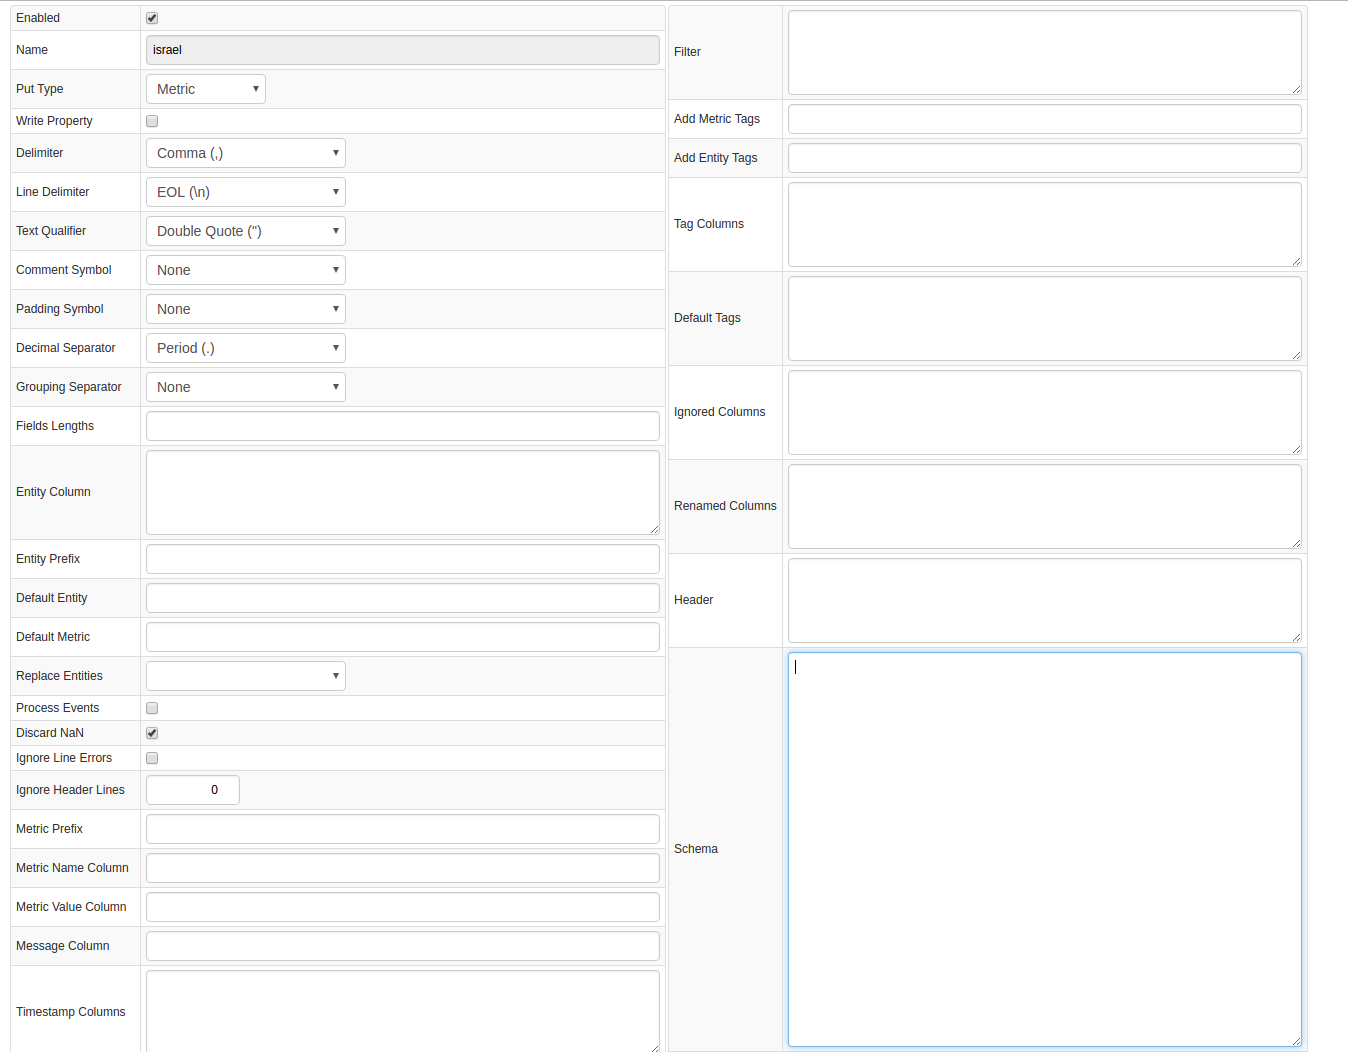 Enabled
Name israel
Put Type Metric
Write Property
Delimiter Comma (,)
Line Delimiter EOL (\n)
Text Qualifier Double Quote (")
Comment Symbol None
Padding Symbol None
Decimal Separator Period (.)
Grouping Separator None
Fields Lengths
Entity Column
Entity Prefix
Default Entity
Default Metric
Replace Entities
Process Events
Discard NaN
Ignore Line Errors
Ignore Header Lines 0
Metric Prefix
Metric Name Column
Metric Value Column
Message Column
Timestamp Columns
Filter
Add Metric Tags
Add Entity Tags
Tag Columns
Default Tags
Ignored Columns
Renamed Columns
Header
Schema